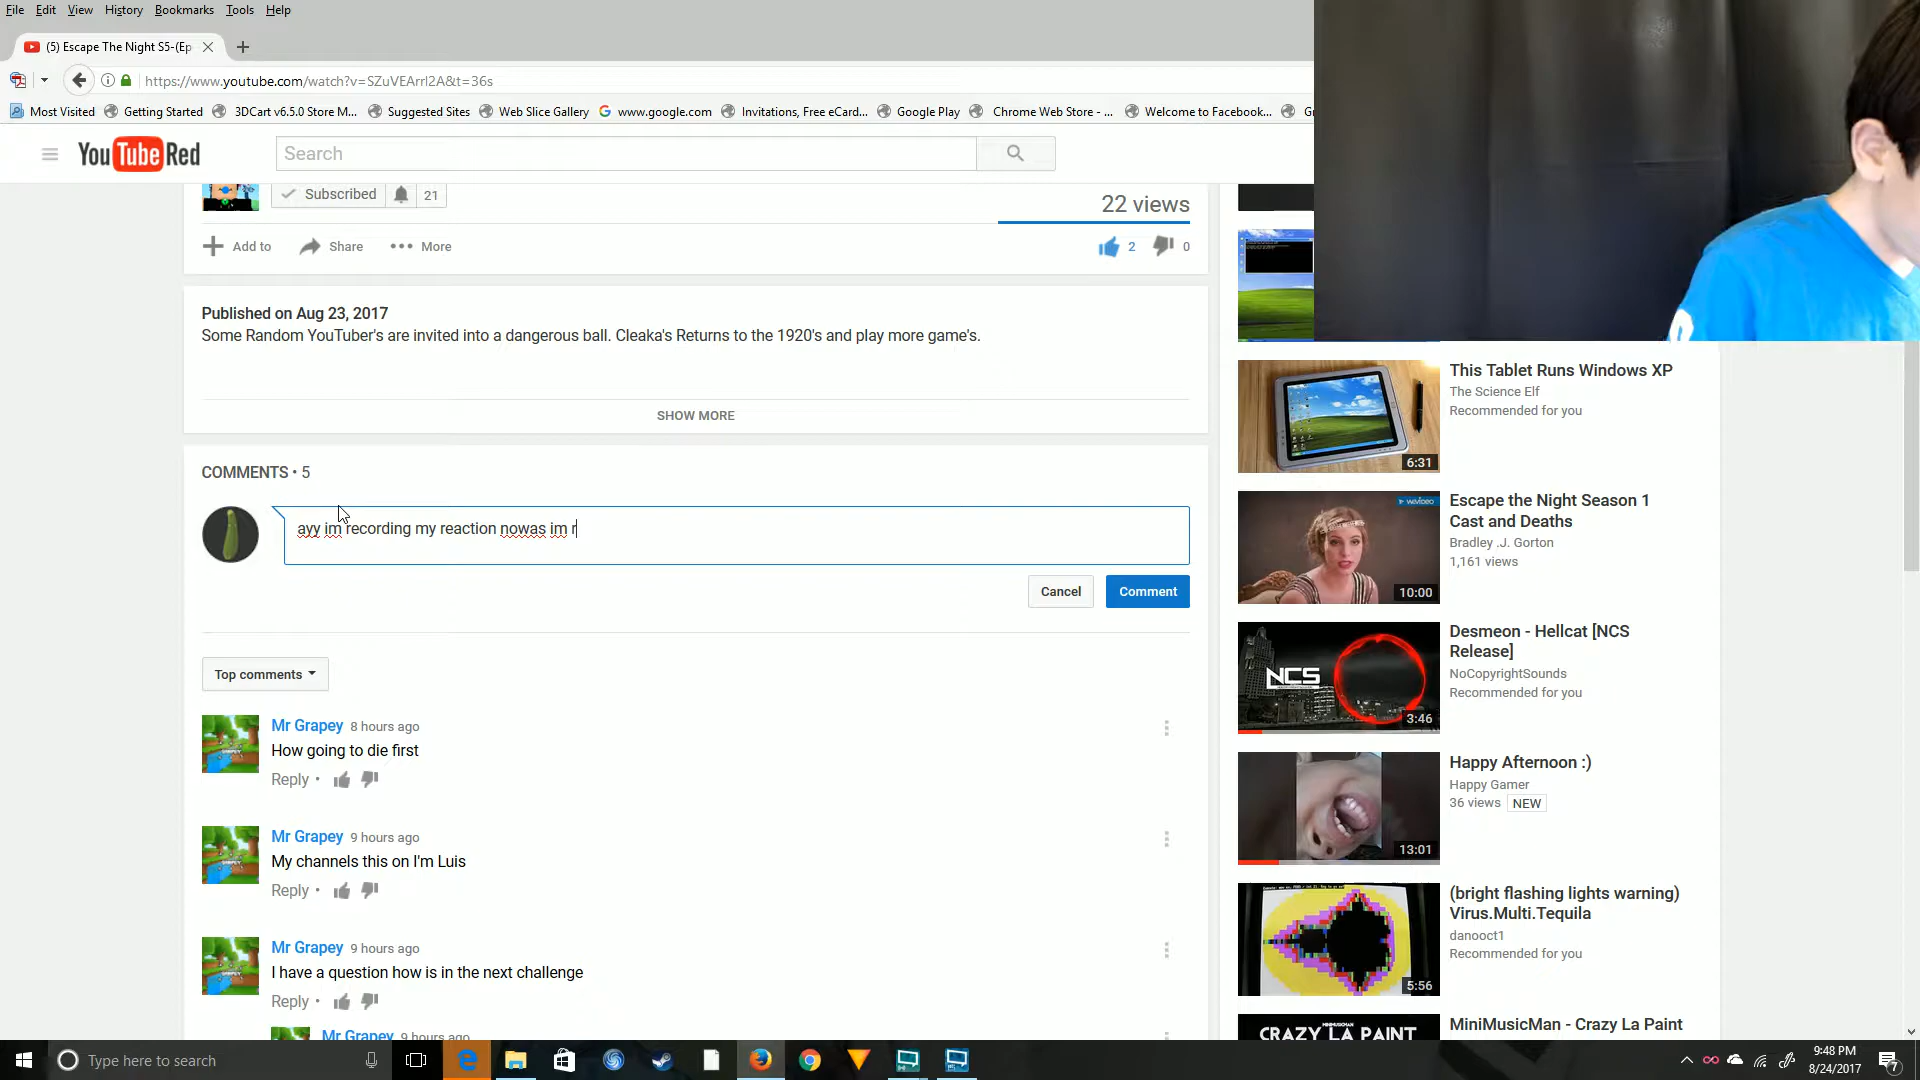 File Edit View History Bookmarks Tools Help
(5) Escape The Night S5-(Ep
https://www.youtube.com/watch?v=SZuVEArrl2A&t=36s
Most Visited Getting Started 3DCart v6.5.0 Store M... Suggested Sites Web Slice Gallery www.google.com Invitations, Free eCard... Google Play Chrome Web Store - ... Welcome to Facebook...
YouTube Red
Search
Subscribed 21
22 views
Add to Share More
2 0
Published on Aug 23, 2017
Some Random YouTuber's are invited into a dangerous ball. Cleaka's Returns to the 1920's and play more game's.
SHOW MORE
COMMENTS • 5
ayy im recording my reaction nowas im r
Cancel Comment
Top comments
Mr Grapey 8 hours ago
How going to die first
Reply •
Mr Grapey 9 hours ago
My channels this on I'm Luis
Reply •
Mr Grapey 9 hours ago
I have a question how is in the next challenge
Reply •
Mr Grapey 9 hours ago
This Tablet Runs Windows XP
The Science Elf
Recommended for you
6:31
Escape the Night Season 1
Cast and Deaths
Bradley .J. Gorton
1,161 views
10:00
Desmeon - Hellcat [NCS
Release]
NoCopyrightSounds
Recommended for you
NCS
3:46
Happy Afternoon :)
Happy Gamer
36 views NEW
13:01
(bright flashing lights warning)
Virus.Multi.Tequila
danooct1
Recommended for you
5:56
MiniMusicMan - Crazy La Paint
CRAZY LA PAINT
Type here to search
9:48 PM
8/24/2017